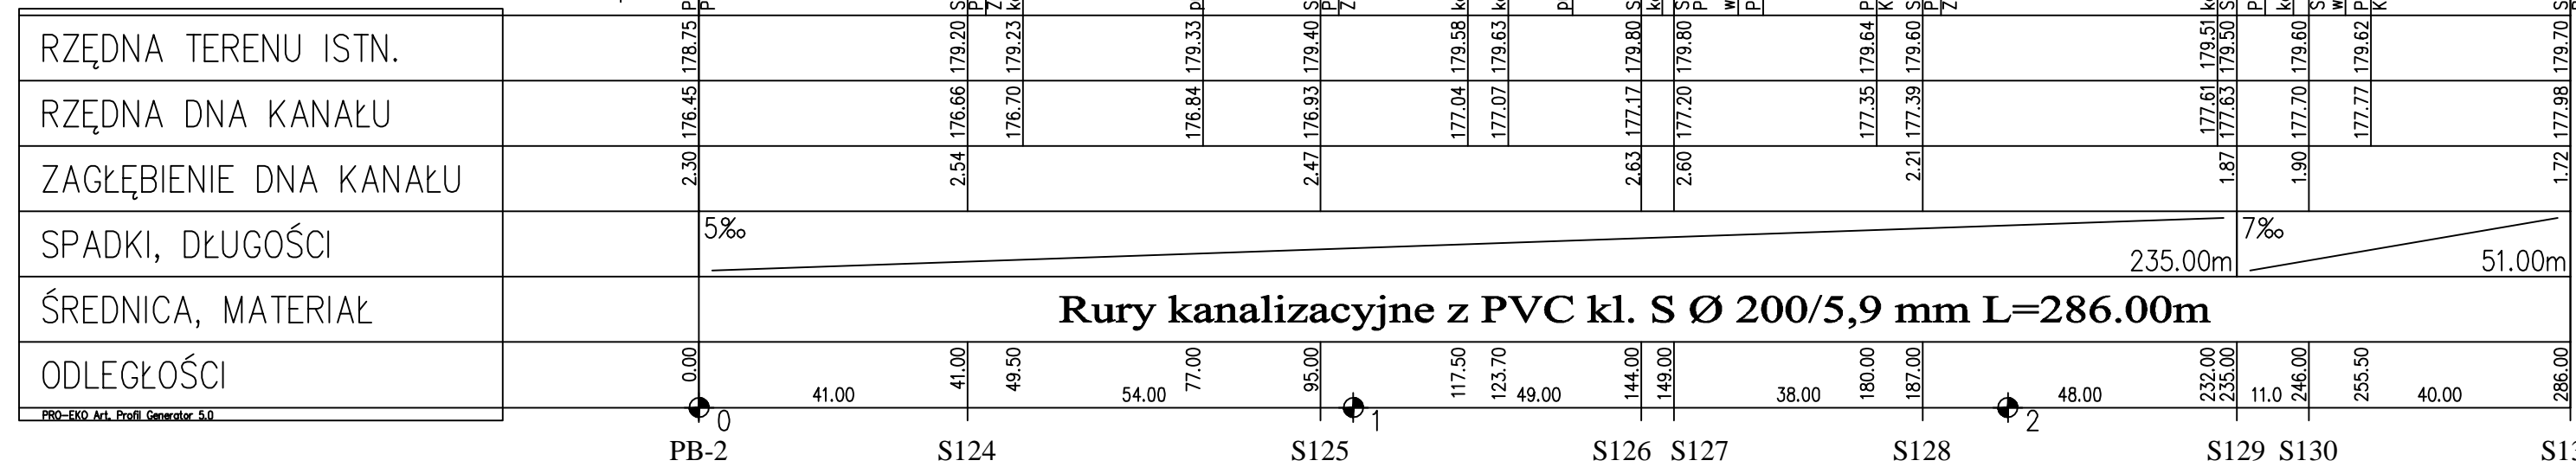 RZĘDNA TERENU ISTN. 178.75 179.20 179.23 179.33 179.40 179.58 179.63 179.80 179.80 179.64 179.60 179.51 179.50 179.60 179.62 179.70
RZĘDNA DNA KANAŁU 176.45 176.66 176.70 176.84 176.93 177.04 177.07 177.17 177.20 177.35 177.39 177.61 177.63 177.70 177.77 177.98
ZAGŁĘBIENIE DNA KANAŁU 2.30 2.54 2.47 2.63 2.60 2.21 1.87 1.90 1.72
SPADKI, DŁUGOŚCI 5‰ 235.00m 7‰ 51.00m
ŚREDNICA, MATERIAŁ Rury kanalizacyjne z PVC kl. S Ø 200/5,9 mm L=286.00m
ODLEGŁOŚCI 0.00 41.00 49.50 77.00 95.00 117.50 123.70 144.00 149.00 180.00 187.00 232.00 235.00 246.00 255.50 286.00
41.00 54.00 49.00 38.00 48.00 11.0 40.00
PRO-EKO Art. Profil Generator 5.0 0 1 2
PB-2 S124 S125 S126 S127 S128 S129 S130